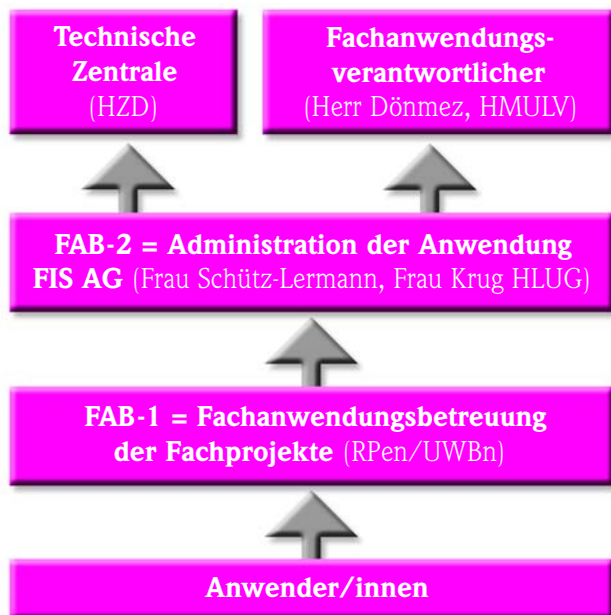 Technische
Zentrale
(HZD)
Fachanwendungs-
verantwortlicher
(Herr Dönmez, HMULV)
FAB-2 = Administration der Anwendung
FIS AG (Frau Schütz-Lermann, Frau Krug HLUG)
FAB-1 = Fachanwendungsbetreuung
der Fachprojekte (RPen/UWBn)
Anwender/innen